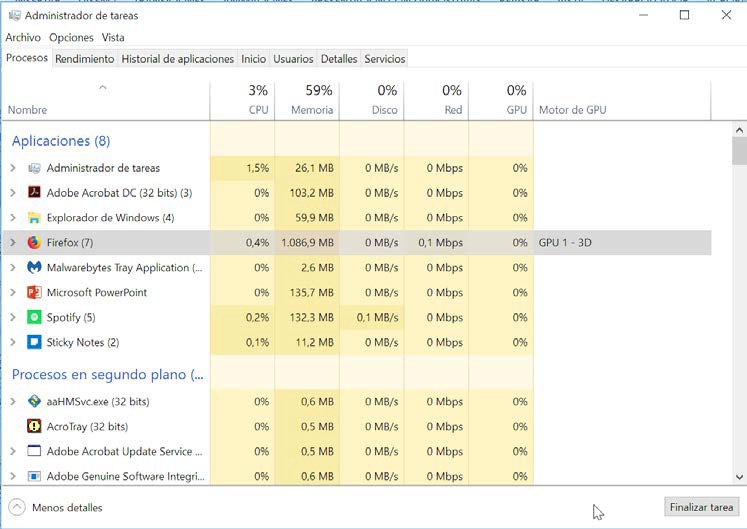 Administrador de tareas
Archivo Opciones Vista
Procesos Rendimiento Historial de aplicaciones Inicio Usuarios Detalles Servicios
3% 59% 0% 0% 0%
Nombre CPU Memoria Disco Red GPU Motor de GPU
Aplicaciones (8)
Administrador de tareas 1,5% 26,1 MB 0 MB/s 0 Mbps 0%
Adobe Acrobat DC (32 bits) (3) 0% 103,2 MB 0 MB/s 0 Mbps 0%
Explorador de Windows (4) 0% 59,9 MB 0 MB/s 0 Mbps 0%
Firefox (7) 0,4% 1.086,9 MB 0 MB/s 0,1 Mbps 0% GPU 1 - 3D
Malwarebytes Tray Application (... 0% 2,6 MB 0 MB/s 0 Mbps 0%
Microsoft PowerPoint 0% 135,7 MB 0 MB/s 0 Mbps 0%
Spotify (5) 0,2% 132,3 MB 0,1 MB/s 0 Mbps 0%
Sticky Notes (2) 0,1% 11,2 MB 0 MB/s 0 Mbps 0%
Procesos en segundo plano (...
aaHMSvc.exe (32 bits) 0% 0,6 MB 0 MB/s 0 Mbps 0%
AcroTray (32 bits) 0% 0,5 MB 0 MB/s 0 Mbps 0%
Adobe Acrobat Update Service ... 0% 0,5 MB 0 MB/s 0 Mbps 0%
Adobe Genuine Software Integri... 0% 0,6 MB 0 MB/s 0 Mbps 0%
Menos detalles Finalizar tarea